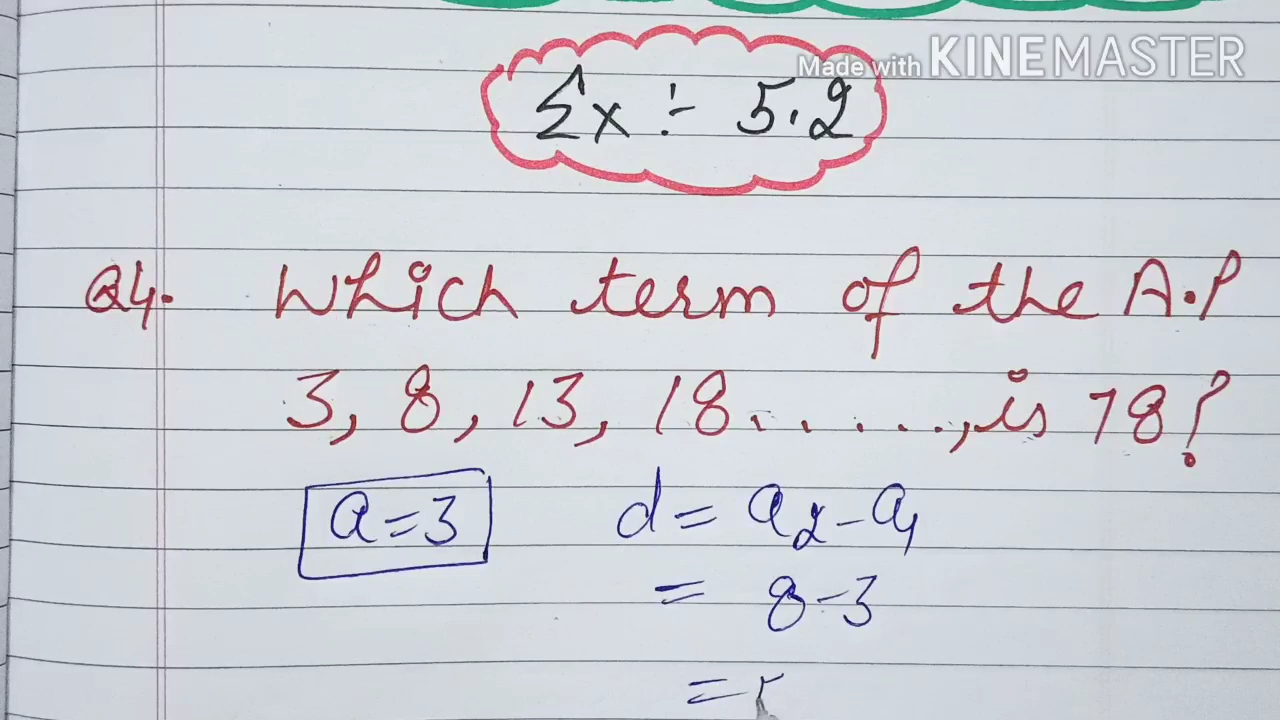 Made with KINEMASTER
Ex :- 5.2
Q4. Which term of the A.P
3, 8, 13, 18......, is 78?
a=3 d= a2-a1
= 8-3
=